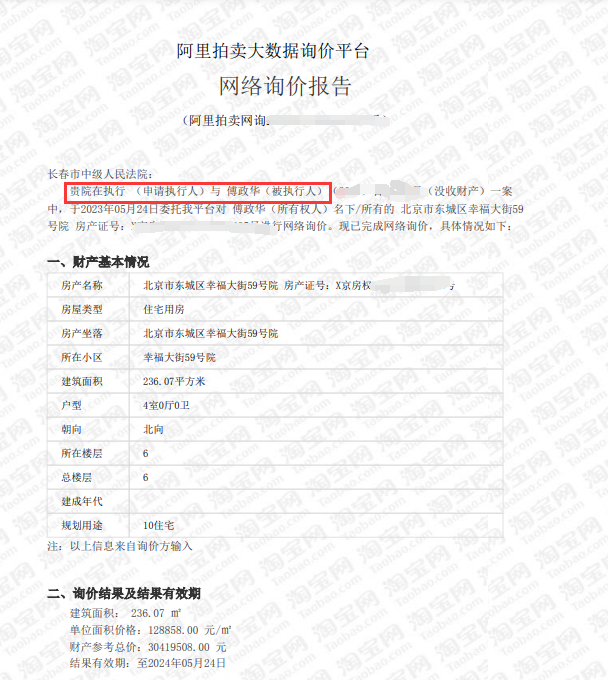 阿里拍卖大数据询价平台
网络询价报告
(阿里拍卖网询
长春市中级人民法院:
贵院在执行 (申请执行人)与 傅政华(被执行人) (没收财产)一案
中,于2023年05月24日委托我平台对 傅政华(所有权人)名下/所有的 北京市东城区幸福大街59
号院 房产证号: 进行网络询价。现已完成网络询价,具体情况如下:
一、财产基本情况
房产名称 北京市东城区幸福大街59号院 房产证号:X京房权 号
房屋类型 住宅用房
房产坐落 北京市东城区幸福大街59号院
所在小区 幸福大街59号院
建筑面积 236.07平方米
户型 4室0厅0卫
朝向 北向
所在楼层 6
总楼层 6
建成年代
规划用途 10住宅
注:以上信息来自询价方输入
二、询价结果及结果有效期
建筑面积: 236.07 ㎡
单位面积价格:128858.00 元/㎡
财产参考总价:30419508.00 元
结果有效期:至2024年05月24日
淘宝网
Taobao.com